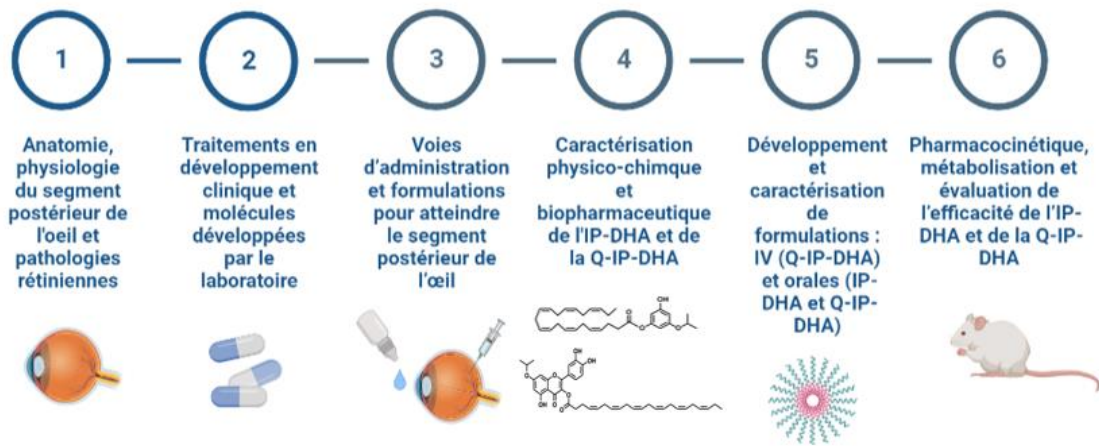 1
2
3
4
5
6
Anatomie,
physiologie
du segment
postérieur de
l'oeil et
pathologies
rétiniennes
Traitements en
développement
clinique et
molécules
développées
par le
laboratoire
Voies
d'administration
et formulations
pour atteindre
le segment
postérieur de
l'œil
Caractérisation
physico-chimque
et
biopharmaceutique
de l'IP-DHA et de
la Q-IP-DHA
Développement
et
caractérisation
de
formulations :
IV (Q-IP-DHA)
et orales (IP-
DHA et Q-IP-
DHA)
Pharmacocinétique,
métabolisation et
évaluation de
l'efficacité de l'IP-
DHA et de la Q-IP-
DHA
OH
O
O
O
OH
OH
O
O
OH
O
O
O